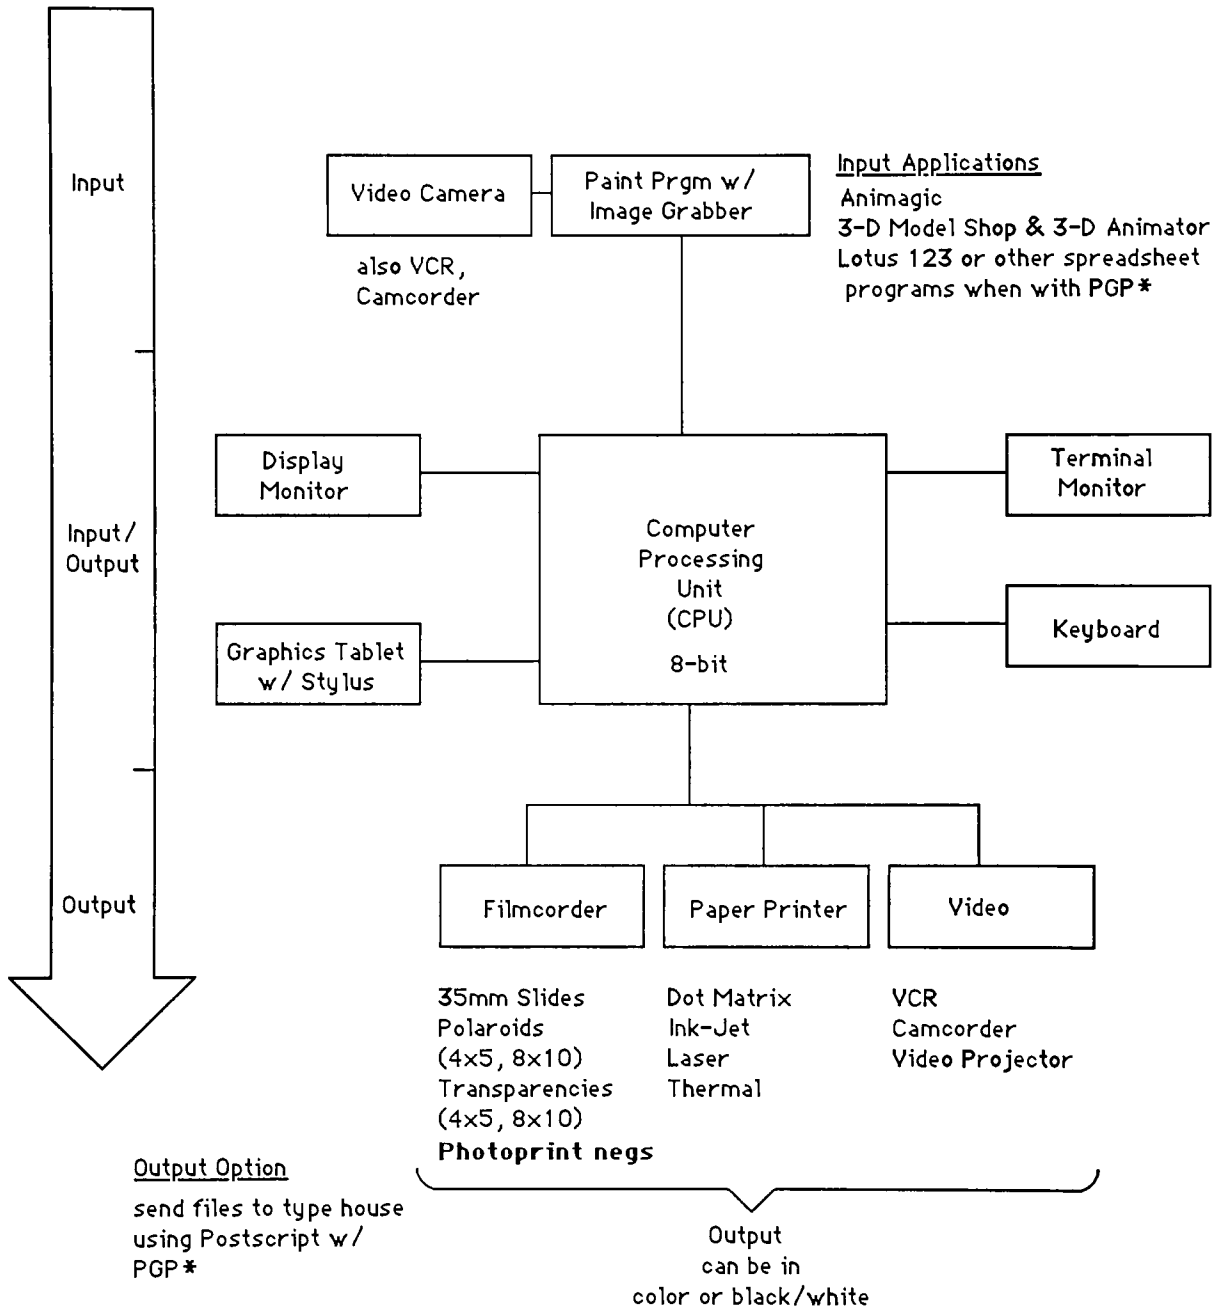 Input
Video Camera
also VCR,
Camcorder
Paint Prgm w/
Image Grabber
Input Applications
Animagic
3-D Model Shop & 3-D Animator
Lotus 123 or other spreadsheet
programs when with PGP*
Input/
Output
Display
Monitor
Graphics Tablet
w/ Stylus
Computer
Processing
Unit
(CPU)
8-bit
Terminal
Monitor
Keyboard
Output
Filmcorder
35mm Slides
Polaroids
(4x5, 8x10)
Transparencies
(4x5, 8x10)
Photoprint negs
Paper Printer
Dot Matrix
Ink-Jet
Laser
Thermal
Video
VCR
Camcorder
Video Projector
Output Option
send files to type house
using Postscript w/
PGP*
Output
can be in
color or black/white